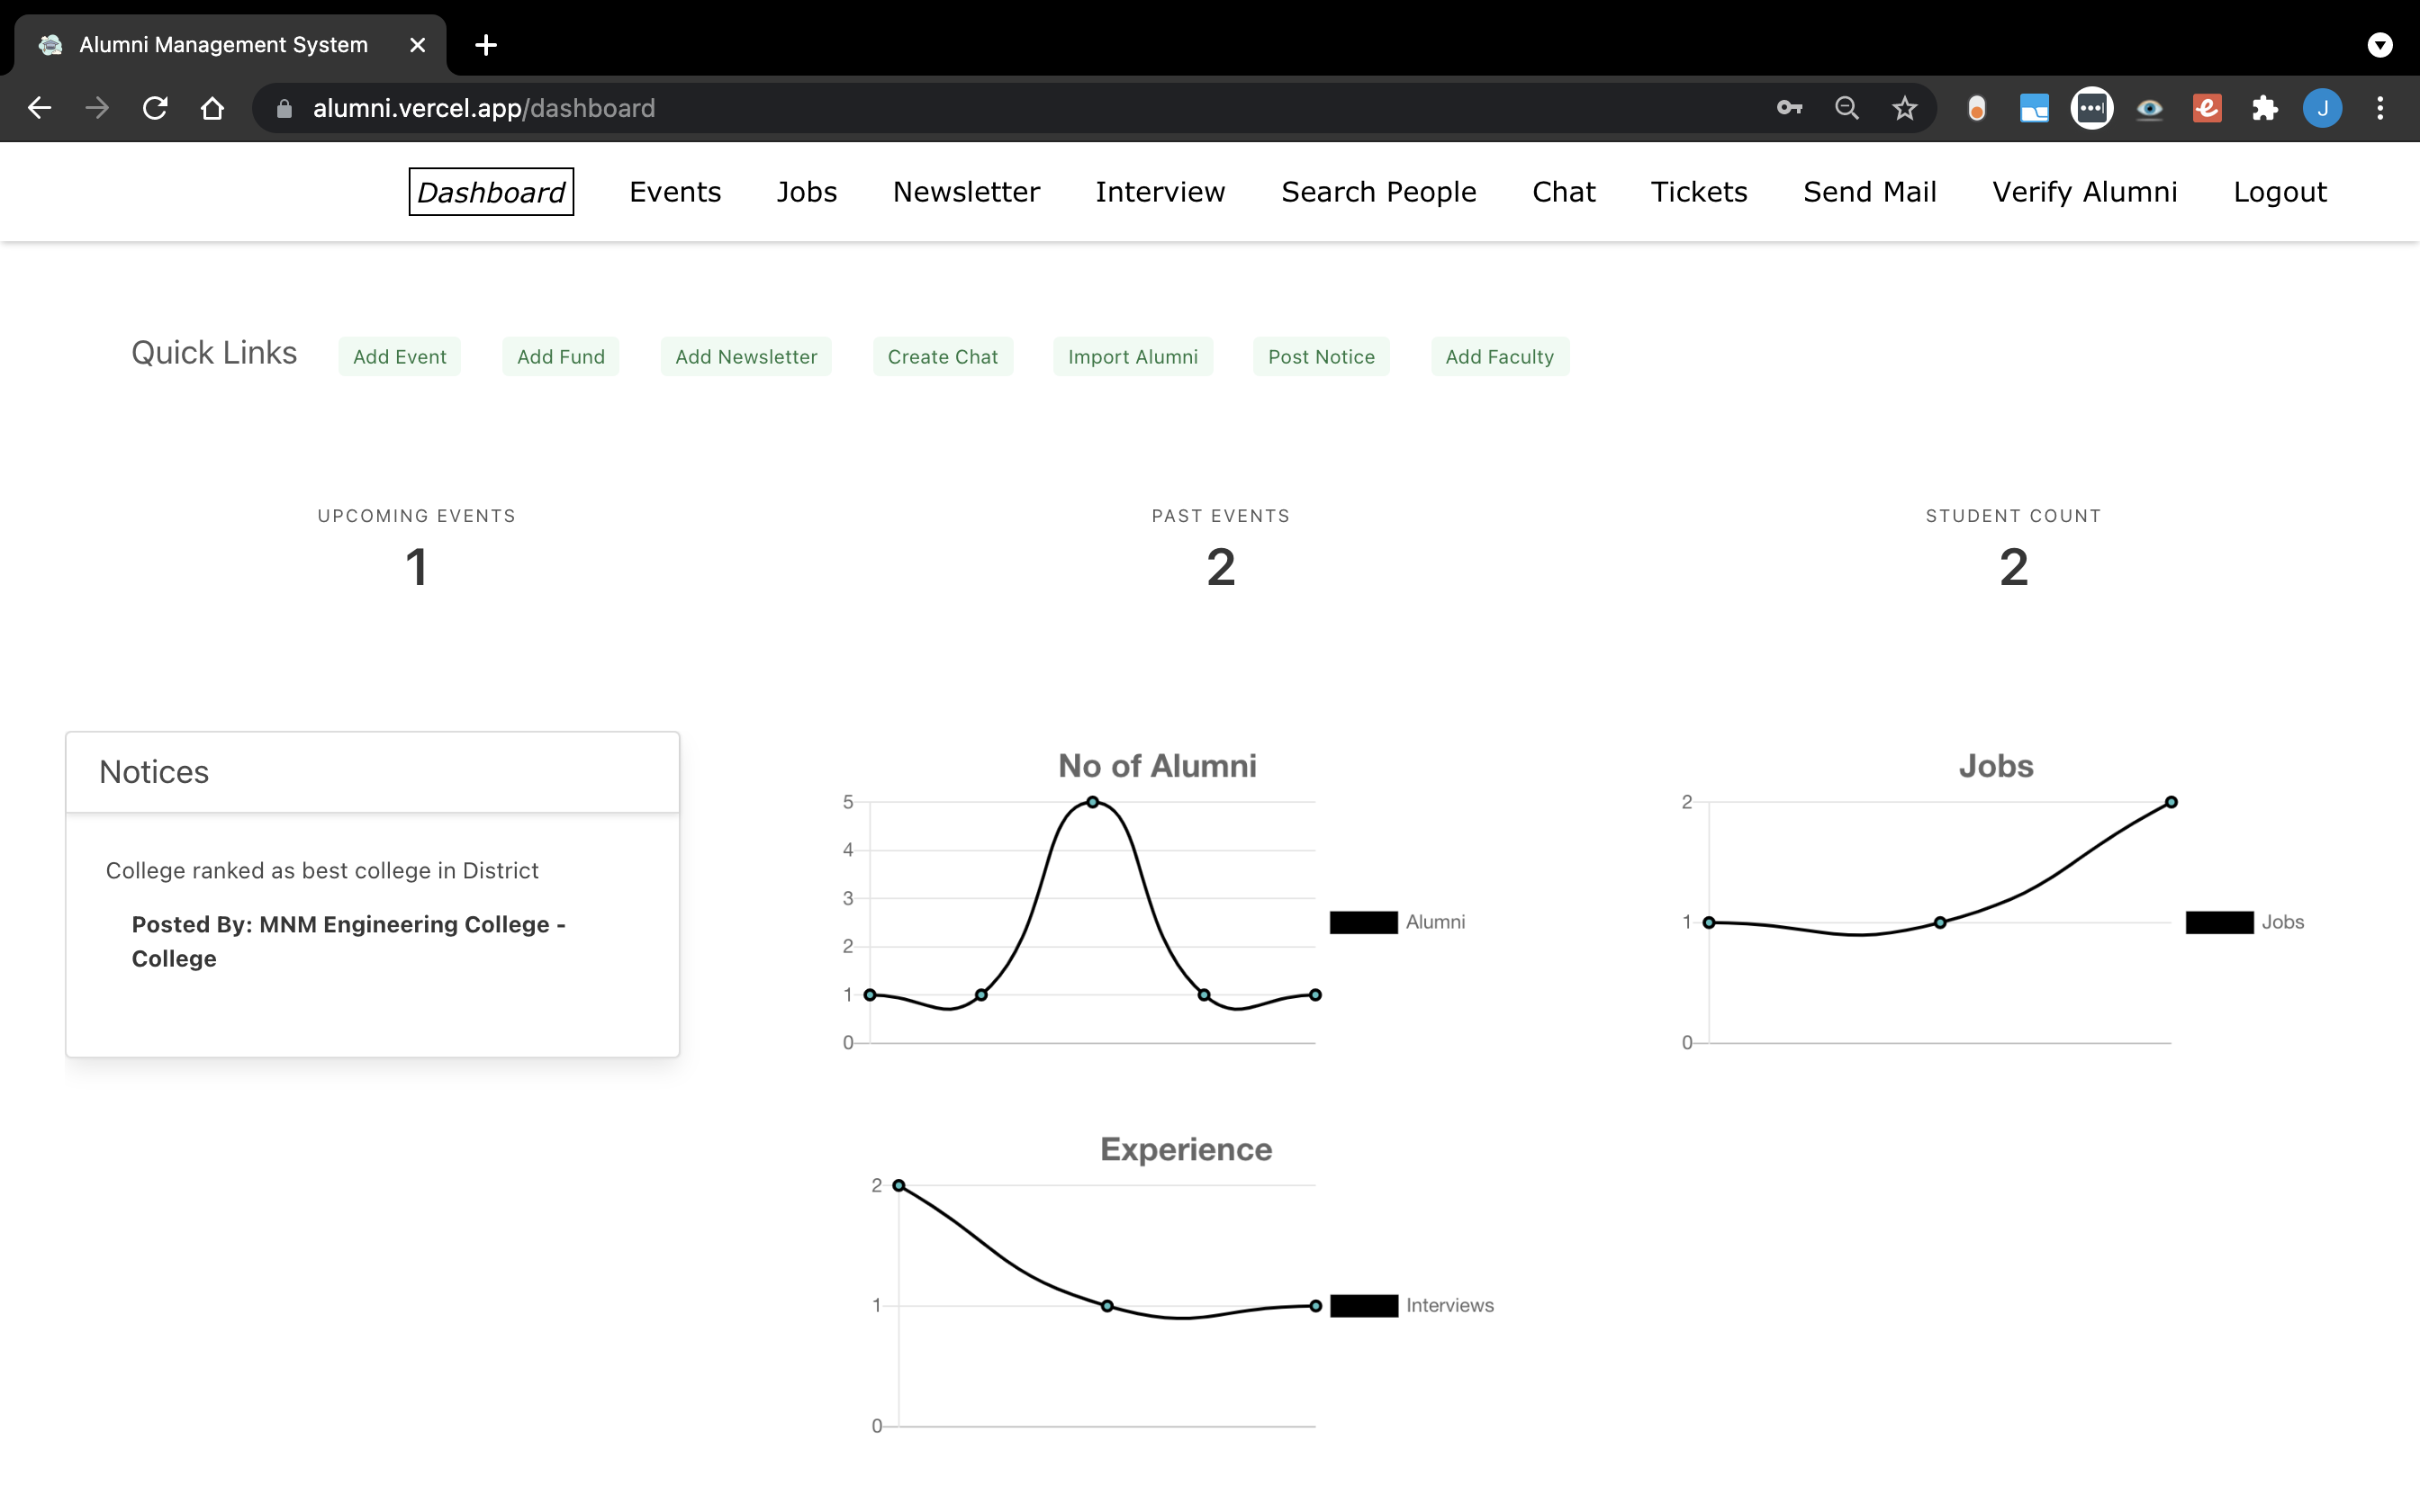 Alumni Management System
alumni.vercel.app/dashboard
J
Dashboard Events Jobs Newsletter Interview Search People Chat Tickets Send Mail Verify Alumni Logout
Quick Links Add Event Add Fund Add Newsletter Create Chat Import Alumni Post Notice Add Faculty
UPCOMING EVENTS
1
PAST EVENTS
2
STUDENT COUNT
2
Notices
College ranked as best college in District
Posted By: MNM Engineering College -
College
No of Alumni
5
4
3
2
1
0
Alumni
Jobs
2
1
0
Jobs
Experience
2
1
0
Interviews